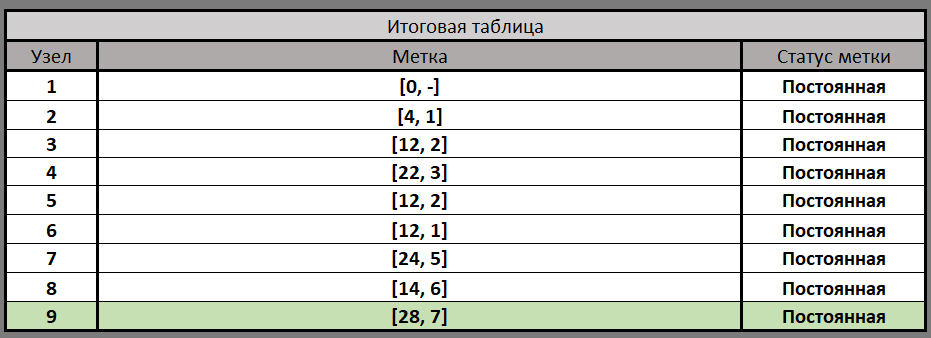 Итоговая таблица
Узел Метка Статус метки
1 [0, -] Постоянная
2 [4, 1] Постоянная
3 [12, 2] Постоянная
4 [22, 3] Постоянная
5 [12, 2] Постоянная
6 [12, 1] Постоянная
7 [24, 5] Постоянная
8 [14, 6] Постоянная
9 [28, 7] Постоянная